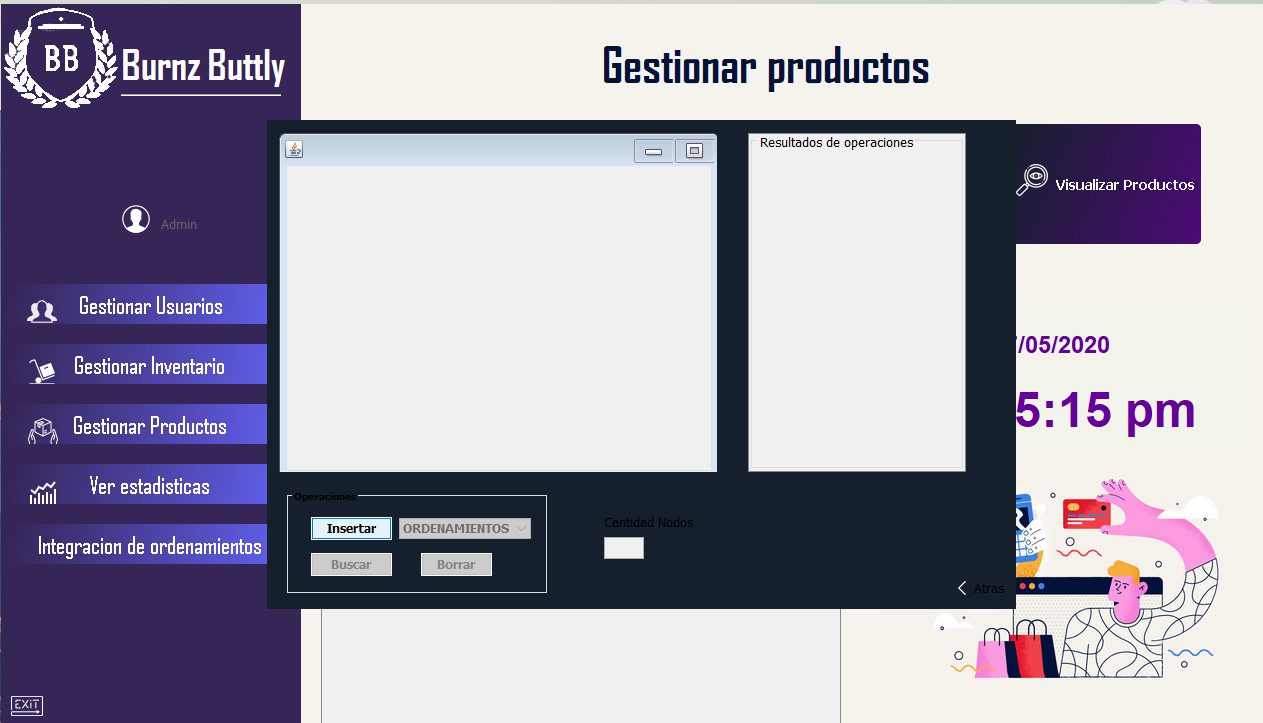 BB
Burnz Buttly
Gestionar productos
Resultados de operaciones
Visualizar Productos
Admin
Gestionar Usuarios
Gestionar Inventario
Gestionar Productos
Ver estadisticas
Integracion de ordenamientos
/05/2020
5:15 pm
Operaciones
Insertar
ORDENAMIENTOS
Buscar
Borrar
Cantidad Nodos
Atras
EXIT